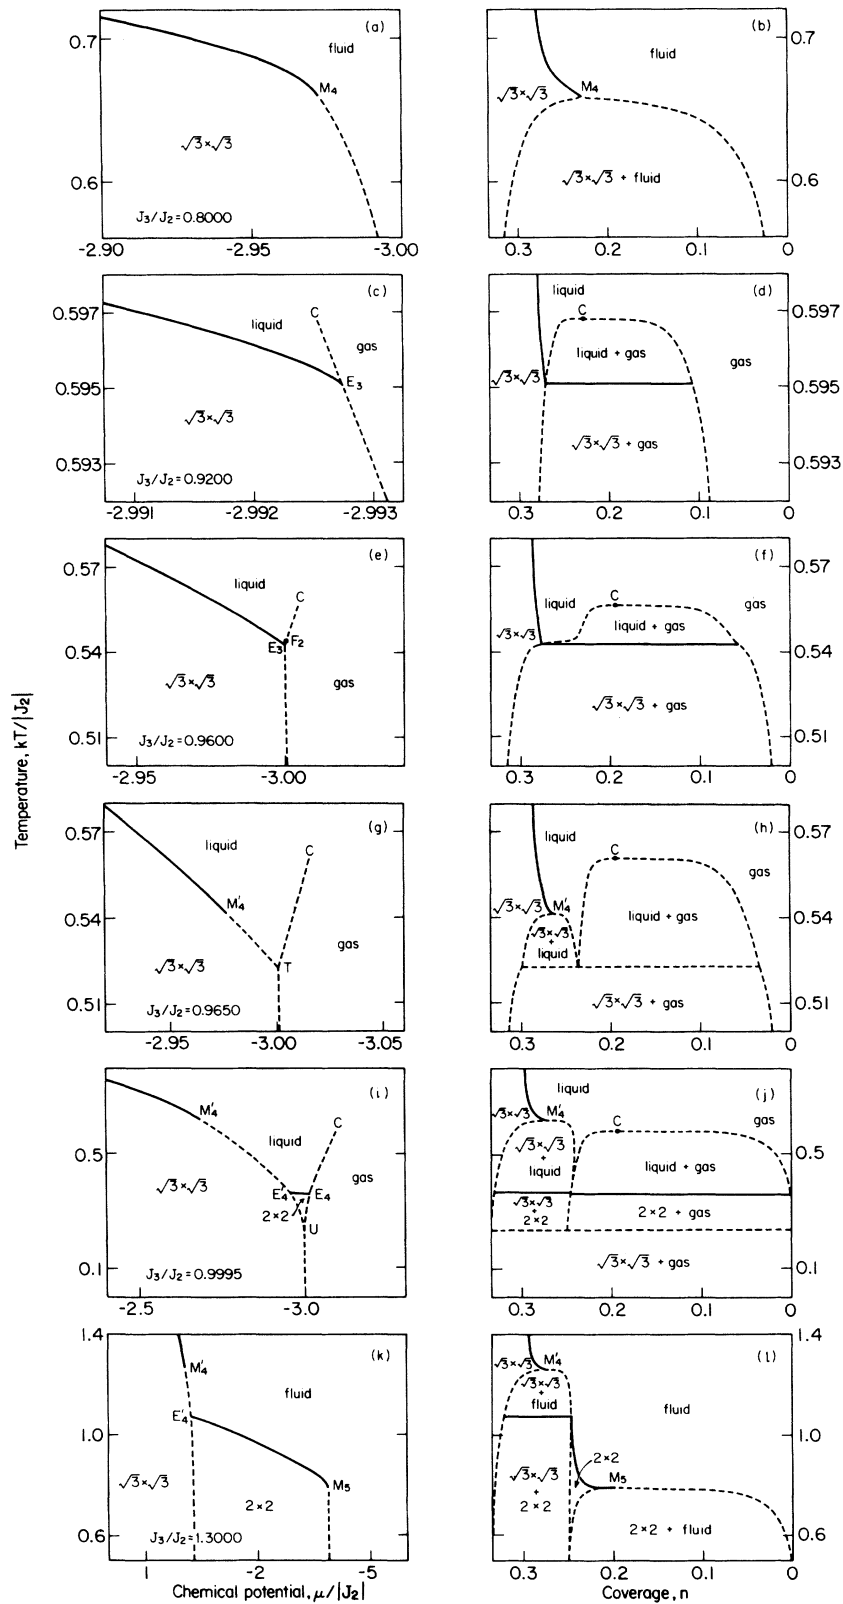 (a)
0.7
fluid
M₄
√3×√3
0.6
J₃/J₂=0.8000
-2.90 -2.95 -3.00
(b)
0.7
fluid
M₄
√3×√3
√3×√3 + fluid
0.6
0.3 0.2 0.1 0
(c)
0.597
C
liquid
gas
0.595
E₃
√3×√3
0.593
J₃/J₂=0.9200
-2.991 -2.992 -2.993
(d)
liquid
0.597
C
liquid + gas
gas
√3×√3
0.595
√3×√3 + gas
0.593
0.3 0.2 0.1 0
(e)
0.57
liquid
C
F₂
E₃
0.54
√3×√3
gas
0.51
J₃/J₂=0.9600
-2.95 -3.00
(f)
0.57
C
liquid
gas
liquid + gas
√3×√3
0.54
√3×√3 + gas
0.51
0.3 0.2 0.1 0
Temperature, kT/|J₂|
(g)
0.57
liquid
C
M₄′
0.54
gas
T
√3×√3
0.51
J₃/J₂=0.9650
-2.95 -3.00 -3.05
(h)
0.57
liquid
C
gas
√3×√3
M₄′
0.54
liquid + gas
√3×√3
+
liquid
√3×√3 + gas
0.51
0.3 0.2 0.1 0
(i)
M₄′
C
liquid
0.5
gas
√3×√3
E₄′
E₄
2×2
U
0.1
J₃/J₂=0.9995
-2.5 -3.0
(j)
liquid
√3×√3
M₄′
C
gas
√3×√3
+
liquid
liquid + gas
0.5
√3×√3
+
2×2
2×2 + gas
√3×√3 + gas
0.1
0.3 0.2 0.1 0
(k)
1.4
M₄′
fluid
E₄′
1.0
M₅
√3×√3
2×2
0.6
J₃/J₂=1.3000
1 -2 -5
Chemical potential, μ/|J₂|
(l)
1.4
√3×√3
M₄′
√3×√3
+
fluid
fluid
1.0
2×2
M₅
√3×√3
+
2×2
2×2 + fluid
0.6
0.3 0.2 0.1 0
Coverage, n